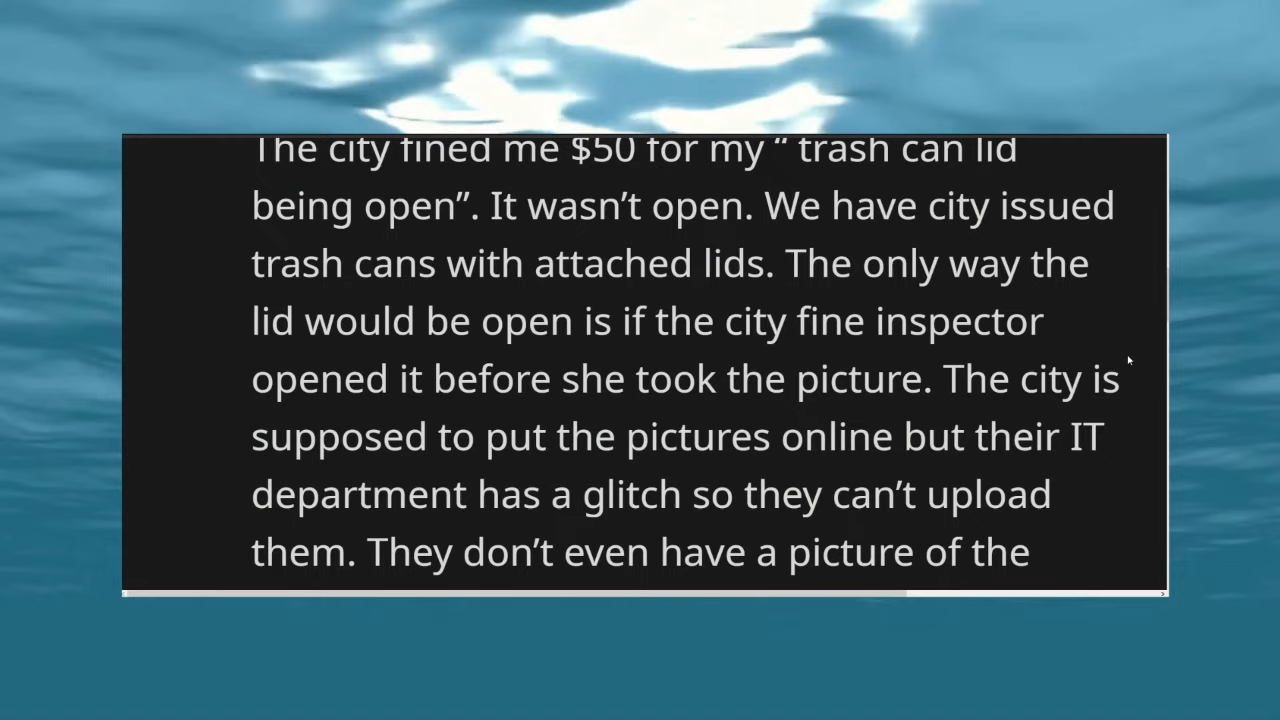 The city fined me $50 for my “ trash can lid
being open”. It wasn’t open. We have city issued
trash cans with attached lids. The only way the
lid would be open is if the city fine inspector
opened it before she took the picture. The city is
supposed to put the pictures online but their IT
department has a glitch so they can’t upload
them. They don’t even have a picture of the